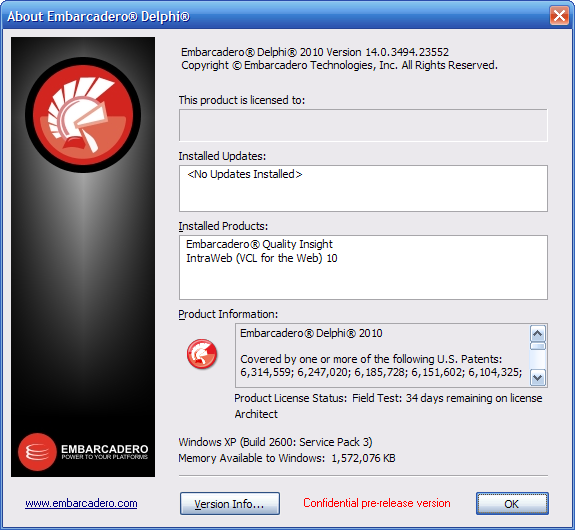 About Embarcadero® Delphi®
Embarcadero® Delphi® 2010 Version 14.0.3494.23552
Copyright © Embarcadero Technologies, Inc. All Rights Reserved.
This product is licensed to:
Installed Updates:
<No Updates Installed>
Installed Products:
Embarcadero® Quality Insight
IntraWeb (VCL for the Web) 10
Product Information:
Embarcadero® Delphi® 2010
Covered by one or more of the following U.S. Patents:
6,314,559; 6,247,020; 6,185,728; 6,151,602; 6,104,325;
Product License Status: Field Test: 34 days remaining on license
Architect
EMBARCADERO
POWER TO YOUR PLATFORMS
Windows XP (Build 2600: Service Pack 3)
Memory Available to Windows: 1,572,076 KB
www.embarcadero.com
Version Info...
Confidential pre-release version
OK